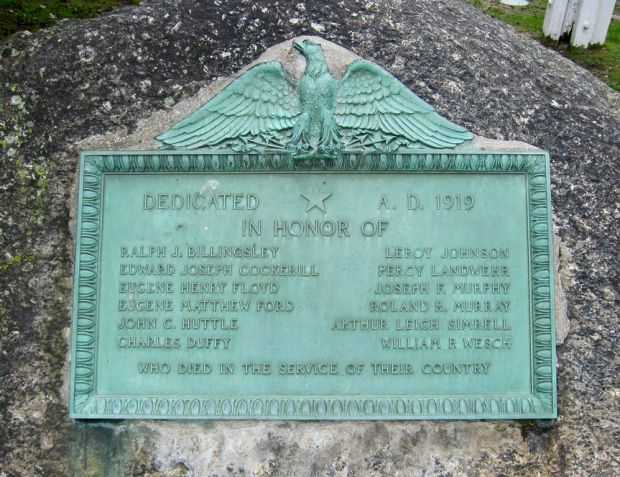 DEDICATED ☆ A. D. 1919
IN HONOR OF
RALPH J. BILLINGSLEY LEROY JOHNSON
EDWARD JOSEPH COCKERILL PERCY LANDWEHR
EUGENE HENRY FLOYD JOSEPH F. MURPHY
EUGENE MATTHEW FORD ROLAND R. MURRAY
JOHN C. HUTTLE ARTHUR LEIGH SIMRELL
CHARLES DUFFY WILLIAM P. WESCH
WHO DIED IN THE SERVICE OF THEIR COUNTRY